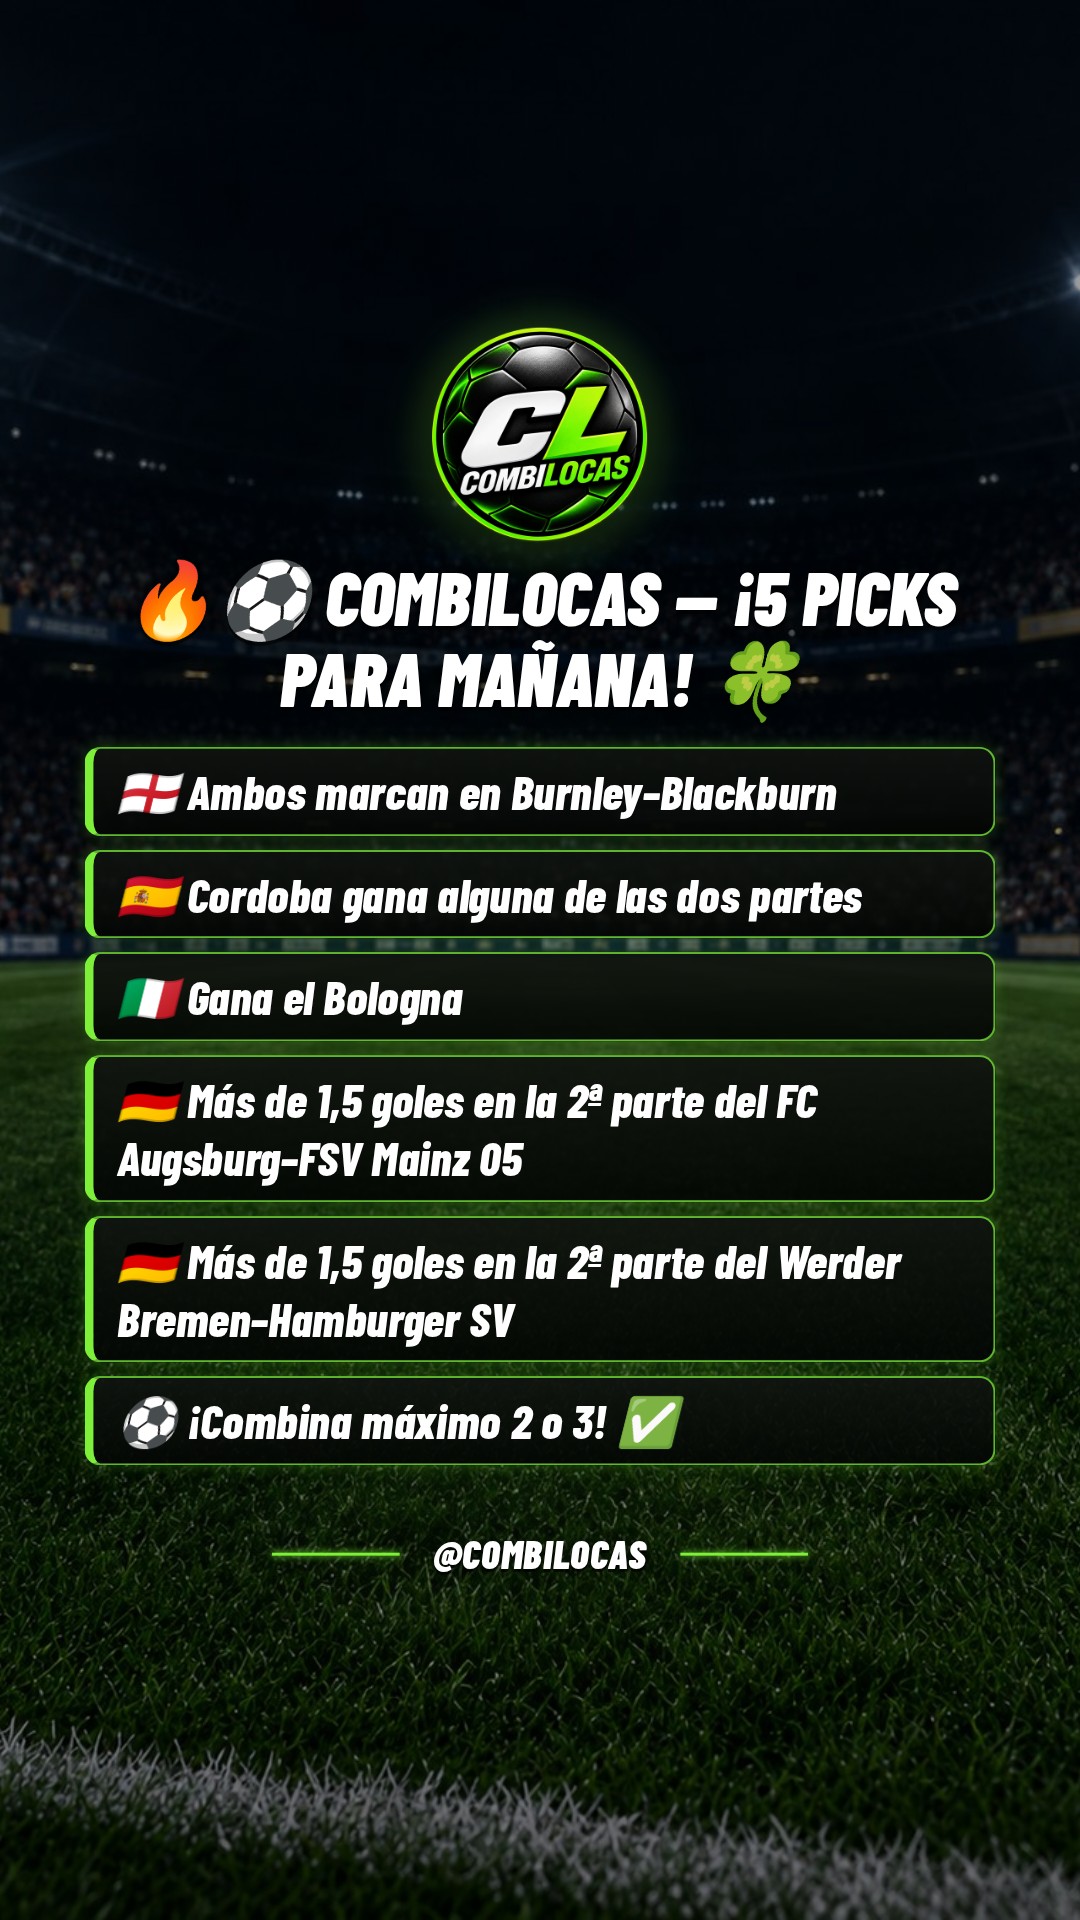 CL
COMBILOCAS
🔥⚽ COMBILOCAS – ¡5 PICKS
PARA MAÑANA! 🍀
🏴󠁧󠁢󠁥󠁮󠁧󠁿 Ambos marcan en Burnley-Blackburn
🇪🇸 Cordoba gana alguna de las dos partes
🇮🇹 Gana el Bologna
🇩🇪 Más de 1,5 goles en la 2ª parte del FC
Augsburg-FSV Mainz 05
🇩🇪 Más de 1,5 goles en la 2ª parte del Werder
Bremen-Hamburger SV
⚽ ¡Combina máximo 2 o 3! ✅
@COMBILOCAS